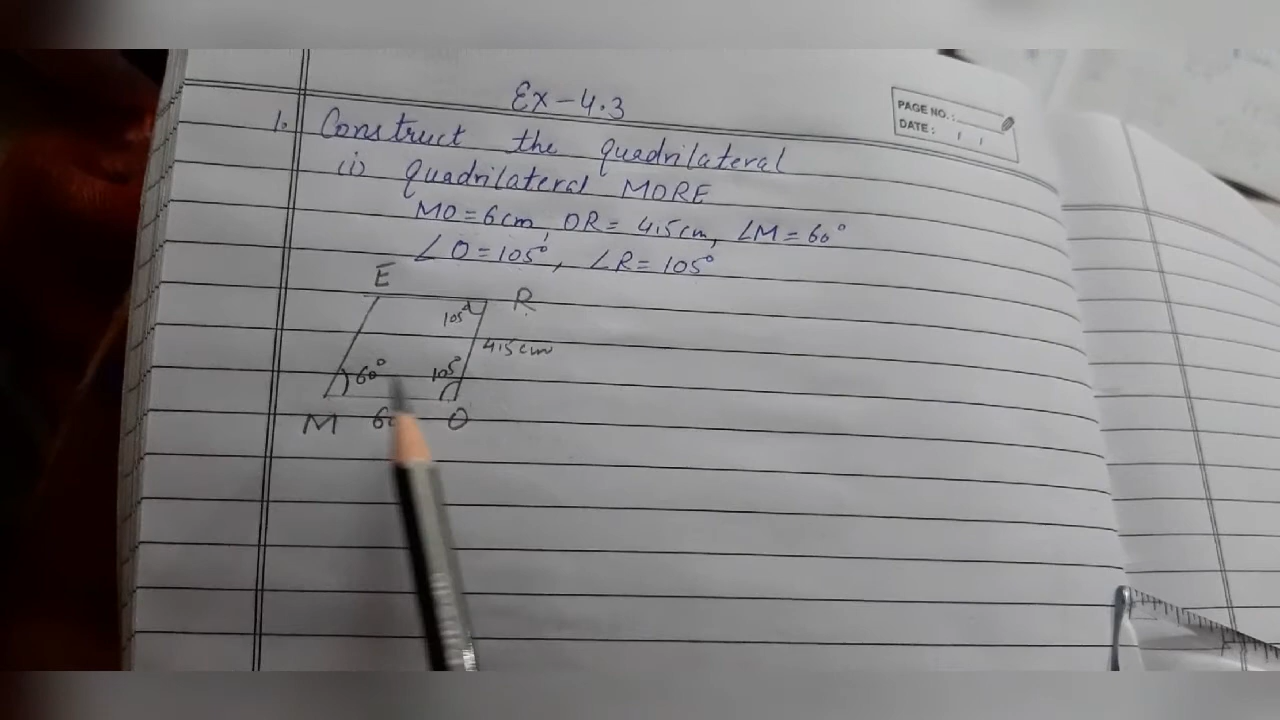 Ex - 4.3
PAGE NO. :
DATE : / /
1. Construct the quadrilateral
(i) quadrilateral MORE
MO = 6cm, OR = 4.5cm, ∠M = 60°
∠O = 105°, ∠R = 105°
E
R
105°
4.5cm
60° 105°
M 6 O